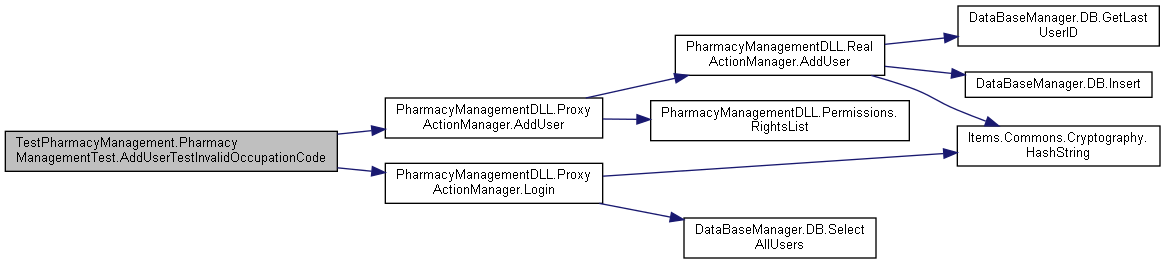 TestPharmacyManagement.Pharmacy
ManagementTest.AddUserTestInvalidOccupationCode
PharmacyManagementDLL.Proxy
ActionManager.AddUser
PharmacyManagementDLL.Proxy
ActionManager.Login
PharmacyManagementDLL.Real
ActionManager.AddUser
PharmacyManagementDLL.Permissions.
RightsList
DataBaseManager.DB.Select
AllUsers
DataBaseManager.DB.GetLast
UserID
DataBaseManager.DB.Insert
Items.Commons.Cryptography.
HashString